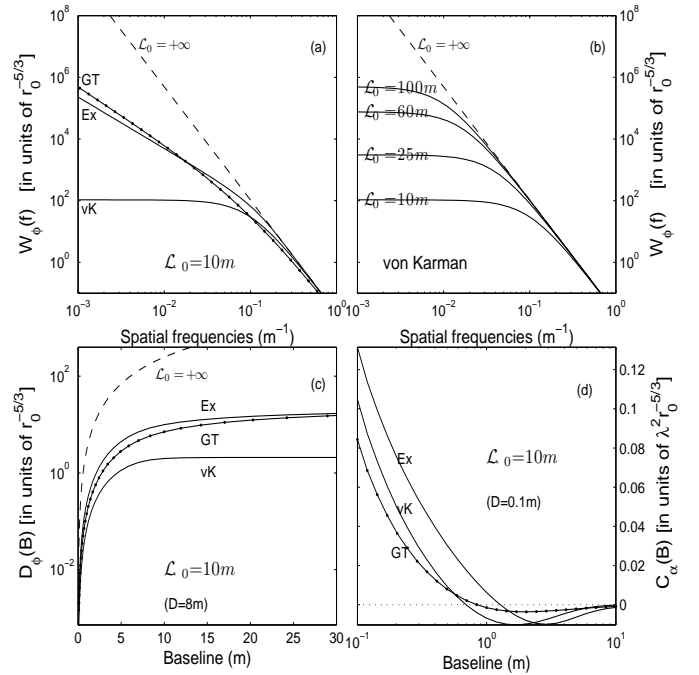 10^8
10^6
10^4
10^2
10^0
W_ϕ(f) [in units of r_0^{-5/3}]
ℒ_0 = +∞
(a)
GT
Ex
vK
ℒ_0=10m
10^{-3}
10^{-2}
10^{-1}
10^0
Spatial frequencies (m^{-1})
ℒ_0 = +∞
(b)
ℒ_0=100m
ℒ_0=60m
ℒ_0=25m
ℒ_0=10m
von Karman
10^8
10^6
10^4
10^2
10^0
W_ϕ(f) [in units of r_0^{-5/3}]
10^{-3}
10^{-2}
10^{-1}
10^0
Spatial frequencies (m^{-1})
10^2
10^0
10^{-2}
D_ϕ(B) [in units of r_0^{-5/3}]
ℒ_0 = +∞
(c)
Ex
GT
vK
ℒ_0=10m
(D=8m)
0 5 10 15 20 25 30
Baseline (m)
(d)
Ex
vK
GT
ℒ_0=10m
(D=0.1m)
0.12
0.1
0.08
0.06
0.04
0.02
0
C_α(B) [in units of λ^2r_0^{-5/3}]
10^{-1}
10^0
10^1
Baseline (m)